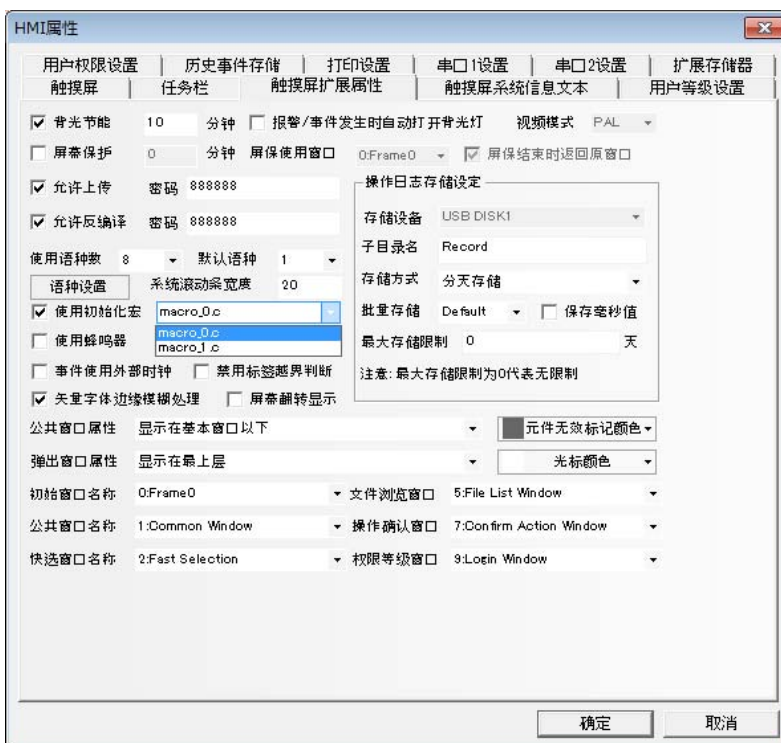 HMI属性
用户权限设置 历史事件存储 打印设置 串口1设置 串口2设置 扩展存储器
触摸屏 任务栏 触摸屏扩展属性 触摸屏系统信息文本 用户等级设置
背光节能 10 分钟 报警/事件发生时自动打开背光灯 视频模式 PAL
屏幕保护 0 分钟 屏保使用窗口 0:Frame0 屏保结束时返回原窗口
允许上传 密码 888888
操作日志存储设定
允许反编译 密码 888888
存储设备 USB DISK1
子目录名 Record
使用语种数 8 默认语种 1
存储方式 分天存储
语种设置 系统滚动条宽度 20
使用初始化宏 macro_0.c
批量存储 Default 保存毫秒值
macro_0.c
使用蜂鸣器 macro_1.c
最大存储限制 0 天
事件使用外部时钟 禁用标签越界判断
注意:最大存储限制为0代表无限制
矢量字体边缘模糊处理 屏幕翻转显示
公共窗口属性 显示在基本窗口以下 元件无效标记颜色
弹出窗口属性 显示在最上层 光标颜色
初始窗口名称 0:Frame0 文件浏览窗口 5:File List Window
公共窗口名称 1:Common Window 操作确认窗口 7:Confirm Action Window
快选窗口名称 2:Fast Selection 权限等级窗口 9:Login Window
确定 取消